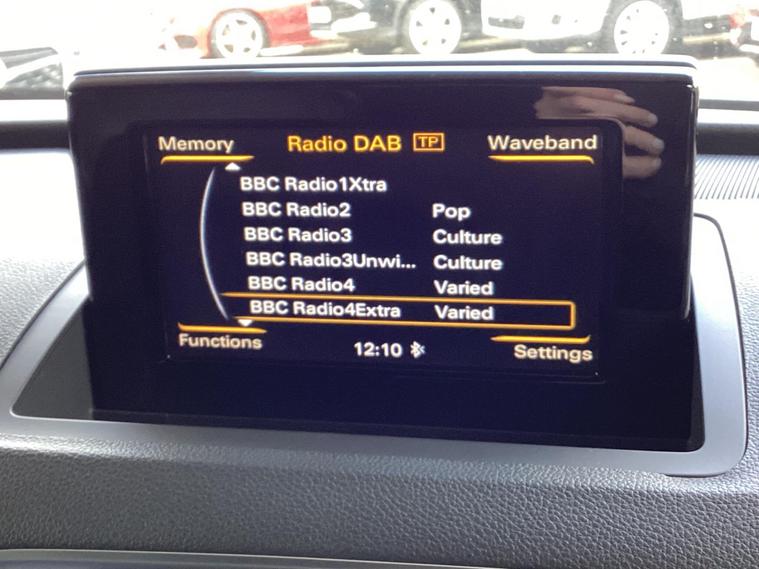 Memory Radio DAB TP Waveband
BBC Radio1Xtra
BBC Radio2 Pop
BBC Radio3 Culture
BBC Radio3Unwi... Culture
BBC Radio4 Varied
BBC Radio4Extra Varied
Functions 12:10 Settings